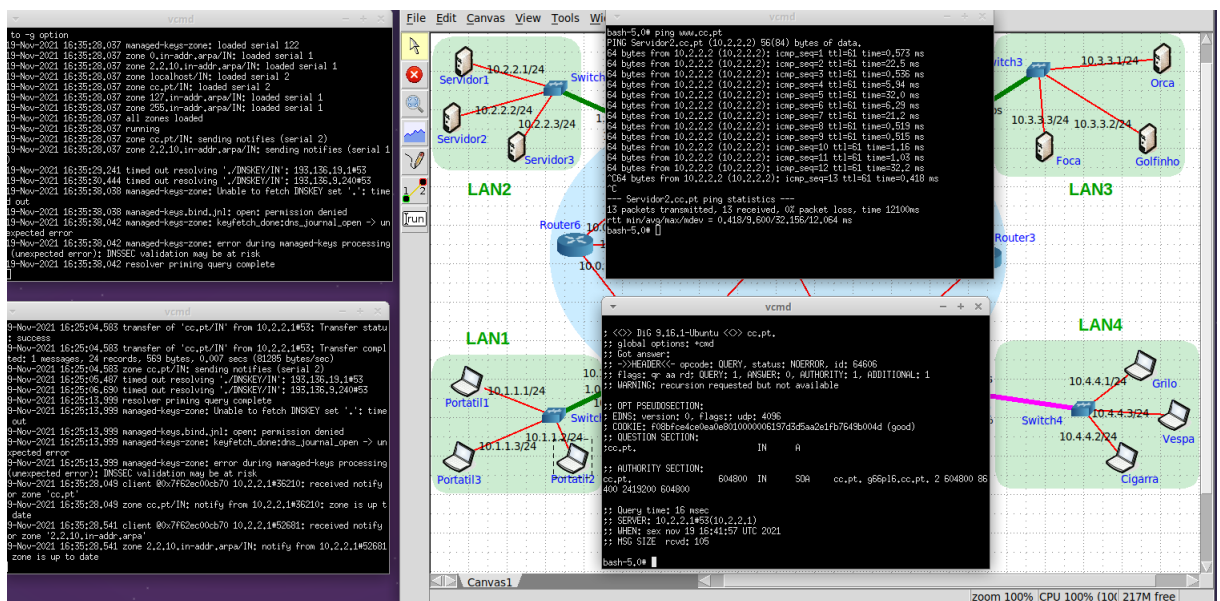 vcmd
to -g option
19-Nov-2021 16:35:28.037 managed-keys-zone: loaded serial 122
19-Nov-2021 16:35:28.037 zone 0.in-addr.arpa/IN: loaded serial 1
19-Nov-2021 16:35:28.037 zone 2.2.10.in-addr.arpa/IN: loaded serial 1
19-Nov-2021 16:35:28.037 zone localhost/IN: loaded serial 2
19-Nov-2021 16:35:28.037 zone cc.pt/IN: loaded serial 2
19-Nov-2021 16:35:28.037 zone 127.in-addr.arpa/IN: loaded serial 1
19-Nov-2021 16:35:28.037 zone 255.in-addr.arpa/IN: loaded serial 1
19-Nov-2021 16:35:28.037 all zones loaded
19-Nov-2021 16:35:28.037 running
19-Nov-2021 16:35:28.037 zone cc.pt/IN: sending notifies (serial 2)
19-Nov-2021 16:35:28.037 zone 2.2.10.in-addr.arpa/IN: sending notifies (serial 1
)
19-Nov-2021 16:35:29.241 timed out resolving './DNSKEY/IN': 193.136.19.1#53
19-Nov-2021 16:35:30.444 timed out resolving './DNSKEY/IN': 193.136.9.240#53
19-Nov-2021 16:35:38.038 managed-keys-zone: Unable to fetch DNSKEY set '.': time
d out
19-Nov-2021 16:35:38.038 managed-keys.bind.jnl: open: permission denied
19-Nov-2021 16:35:38.042 managed-keys-zone: keyfetch_done:dns_journal_open -> un
expected error
19-Nov-2021 16:35:38.042 managed-keys-zone: error during managed-keys processing
(unexpected error): DNSSEC validation may be at risk
19-Nov-2021 16:35:38.042 resolver priming query complete
vcmd
9-Nov-2021 16:25:04.583 transfer of 'cc.pt/IN' from 10.2.2.1#53: Transfer statu
: success
9-Nov-2021 16:25:04.583 transfer of 'cc.pt/IN' from 10.2.2.1#53: Transfer compl
ted: 1 messages, 24 records, 569 bytes, 0.007 secs (81285 bytes/sec)
9-Nov-2021 16:25:04.583 zone cc.pt/IN: sending notifies (serial 2)
9-Nov-2021 16:25:05.487 timed out resolving './DNSKEY/IN': 193.136.19.1#53
9-Nov-2021 16:25:06.690 timed out resolving './DNSKEY/IN': 193.136.9.240#53
9-Nov-2021 16:25:13.999 resolver priming query complete
9-Nov-2021 16:25:13.999 managed-keys-zone: Unable to fetch DNSKEY set '.': time
out
9-Nov-2021 16:25:13.999 managed-keys.bind.jnl: open: permission denied
9-Nov-2021 16:25:13.999 managed-keys-zone: keyfetch_done:dns_journal_open -> un
xpected error
9-Nov-2021 16:25:13.999 managed-keys-zone: error during managed-keys processing
(unexpected error): DNSSEC validation may be at risk
9-Nov-2021 16:35:28.049 client @0x7f62ec00cb70 10.2.2.1#36210: received notify
or zone 'cc.pt'
9-Nov-2021 16:35:28.049 zone cc.pt/IN: notify from 10.2.2.1#36210: zone is up t
date
9-Nov-2021 16:35:28.541 client @0x7f62ec00cb70 10.2.2.1#52681: received notify
or zone '2.2.10.in-addr.arpa'
9-Nov-2021 16:35:28.541 zone 2.2.10.in-addr.arpa/IN: notify from 10.2.2.1#52681
zone is up to date
File Edit Canvas View Tools Wi
run
Servidor1
10.2.2.1/24
Switch
10.2.2.2/24
Servidor2
10.2.2.3/24
Servidor3
LAN2
Router6
10.0.
vcmd
bash-5.0# ping www.cc.pt
PING Servidor2.cc.pt (10.2.2.2) 56(84) bytes of data.
64 bytes from 10.2.2.2 (10.2.2.2): icmp_seq=1 ttl=61 time=0.573 ms
64 bytes from 10.2.2.2 (10.2.2.2): icmp_seq=2 ttl=61 time=22.5 ms
64 bytes from 10.2.2.2 (10.2.2.2): icmp_seq=3 ttl=61 time=0.536 ms
64 bytes from 10.2.2.2 (10.2.2.2): icmp_seq=4 ttl=61 time=5.94 ms
64 bytes from 10.2.2.2 (10.2.2.2): icmp_seq=5 ttl=61 time=32.0 ms
64 bytes from 10.2.2.2 (10.2.2.2): icmp_seq=6 ttl=61 time=6.29 ms
64 bytes from 10.2.2.2 (10.2.2.2): icmp_seq=7 ttl=61 time=21.2 ms
64 bytes from 10.2.2.2 (10.2.2.2): icmp_seq=8 ttl=61 time=0.519 ms
64 bytes from 10.2.2.2 (10.2.2.2): icmp_seq=9 ttl=61 time=0.515 ms
64 bytes from 10.2.2.2 (10.2.2.2): icmp_seq=10 ttl=61 time=1.16 ms
64 bytes from 10.2.2.2 (10.2.2.2): icmp_seq=11 ttl=61 time=1.03 ms
64 bytes from 10.2.2.2 (10.2.2.2): icmp_seq=12 ttl=61 time=32.2 ms
^C64 bytes from 10.2.2.2 (10.2.2.2): icmp_seq=13 ttl=61 time=0.418 ms
^C
--- Servidor2.cc.pt ping statistics ---
13 packets transmitted, 13 received, 0% packet loss, time 12100ms
rtt min/avg/max/mdev = 0.418/9.600/32.156/12.064 ms
bash-5.0#
itch3
10.3.3.1/24
Orca
10.3.3.3/24
10.3.3.2/24
Foca
Golfinho
LAN3
Router3
LAN1
Portatil1
10.1.1.1/24
Switch
10.1.1.2/24
10.1.1.3/24
Portatil3
Portatil2
vcmd
; <<>> DiG 9.16.1-Ubuntu <<>> cc.pt.
;; global options: +cmd
;; Got answer:
;; ->>HEADER<<- opcode: QUERY, status: NOERROR, id: 64606
;; flags: qr aa rd; QUERY: 1, ANSWER: 0, AUTHORITY: 1, ADDITIONAL: 1
;; WARNING: recursion requested but not available
;; OPT PSEUDOSECTION:
; EDNS: version: 0, flags:; udp: 4096
; COOKIE: f08bfce4ce0ea0e8010000006197d3d5aa2e1fb7649b004d (good)
;; QUESTION SECTION:
;cc.pt. IN A
;; AUTHORITY SECTION:
cc.pt. 604800 IN SOA cc.pt. g66p16.cc.pt. 2 604800 86
400 2419200 604800
;; Query time: 16 msec
;; SERVER: 10.2.2.1#53(10.2.2.1)
;; WHEN: sex nov 19 16:41:57 UTC 2021
;; MSG SIZE rcvd: 105
bash-5.0#
LAN4
10.4.4.1/24
Grilo
Switch4
10.4.4.3/24
10.4.4.2/24
Vespa
Cigarra
Canvas1
zoom 100% CPU 100% (10( 217M free